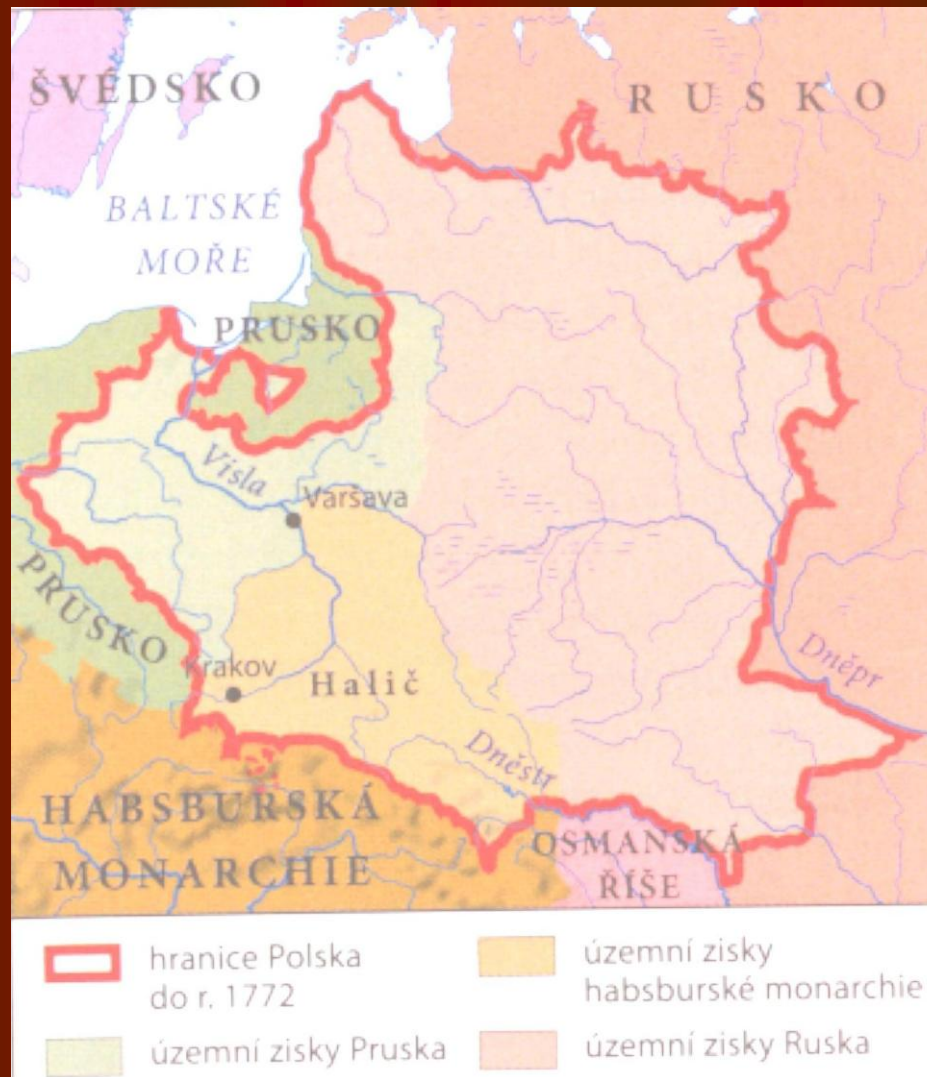 ŠVÉDSKO
RUSKO
BALTSKÉ
MOŘE
PRUSKO
Visla
Varšava
PRUSKO
Krakov
Halič
Dněpr
Dněstr
HABSBURSKÁ
MONARCHIE
OSMANSKÁ
ŘÍŠE
hranice Polska
do r. 1772
územní zisky
habsburské monarchie
územní zisky Pruska
územní zisky Ruska